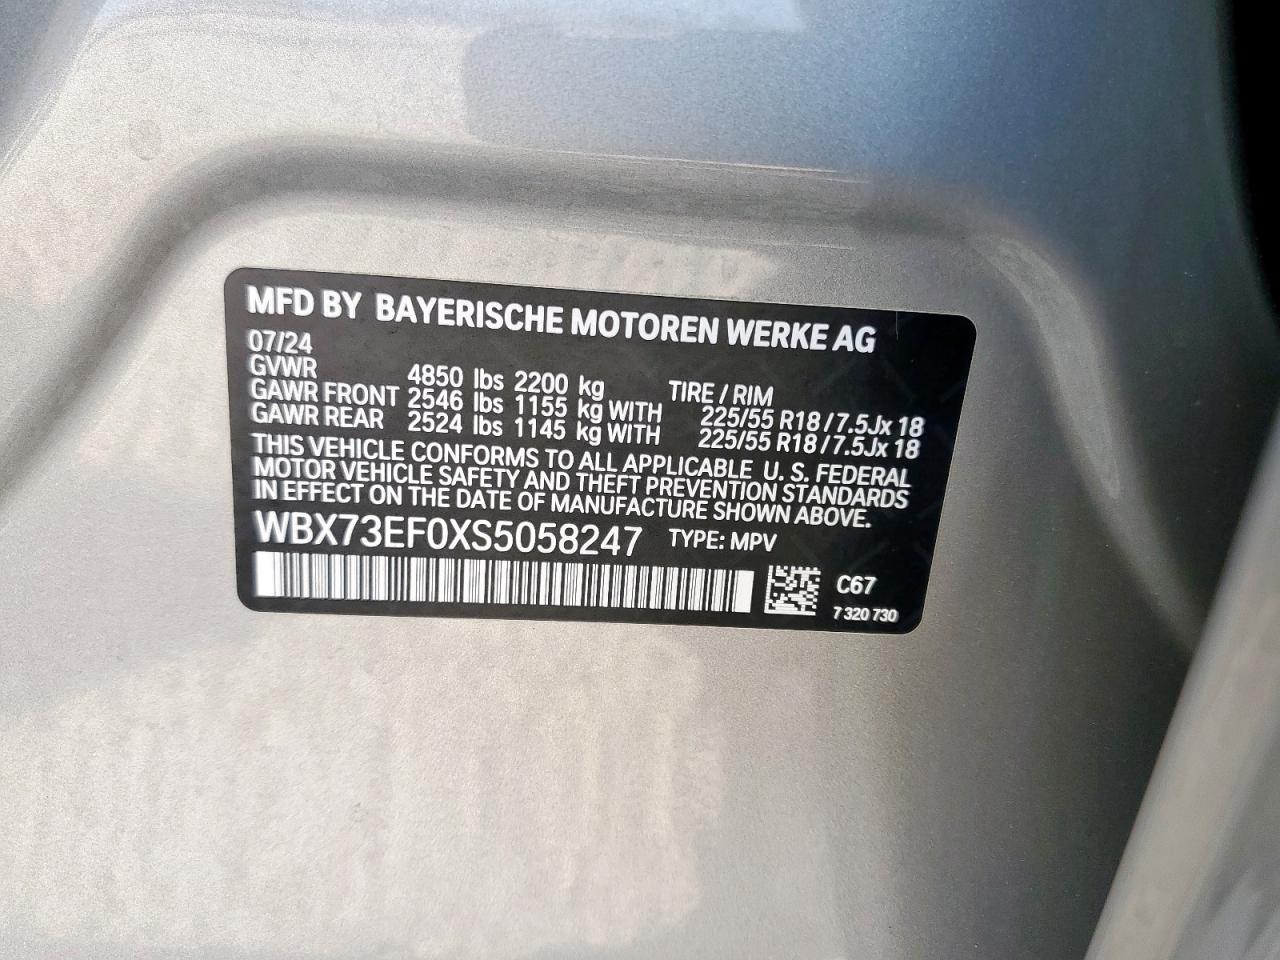 MFD BY BAYERISCHE MOTOREN WERKE AG
07/24
GVWR 4850 lbs 2200 kg TIRE / RIM
GAWR FRONT 2546 lbs 1155 kg WITH 225/55 R18 / 7.5Jx 18
GAWR REAR 2524 lbs 1145 kg WITH 225/55 R18 / 7.5Jx 18
THIS VEHICLE CONFORMS TO ALL APPLICABLE U. S. FEDERAL
MOTOR VEHICLE SAFETY AND THEFT PREVENTION STANDARDS
IN EFFECT ON THE DATE OF MANUFACTURE SHOWN ABOVE.
WBX73EF0XS5058247 TYPE: MPV
C67
7 320 730